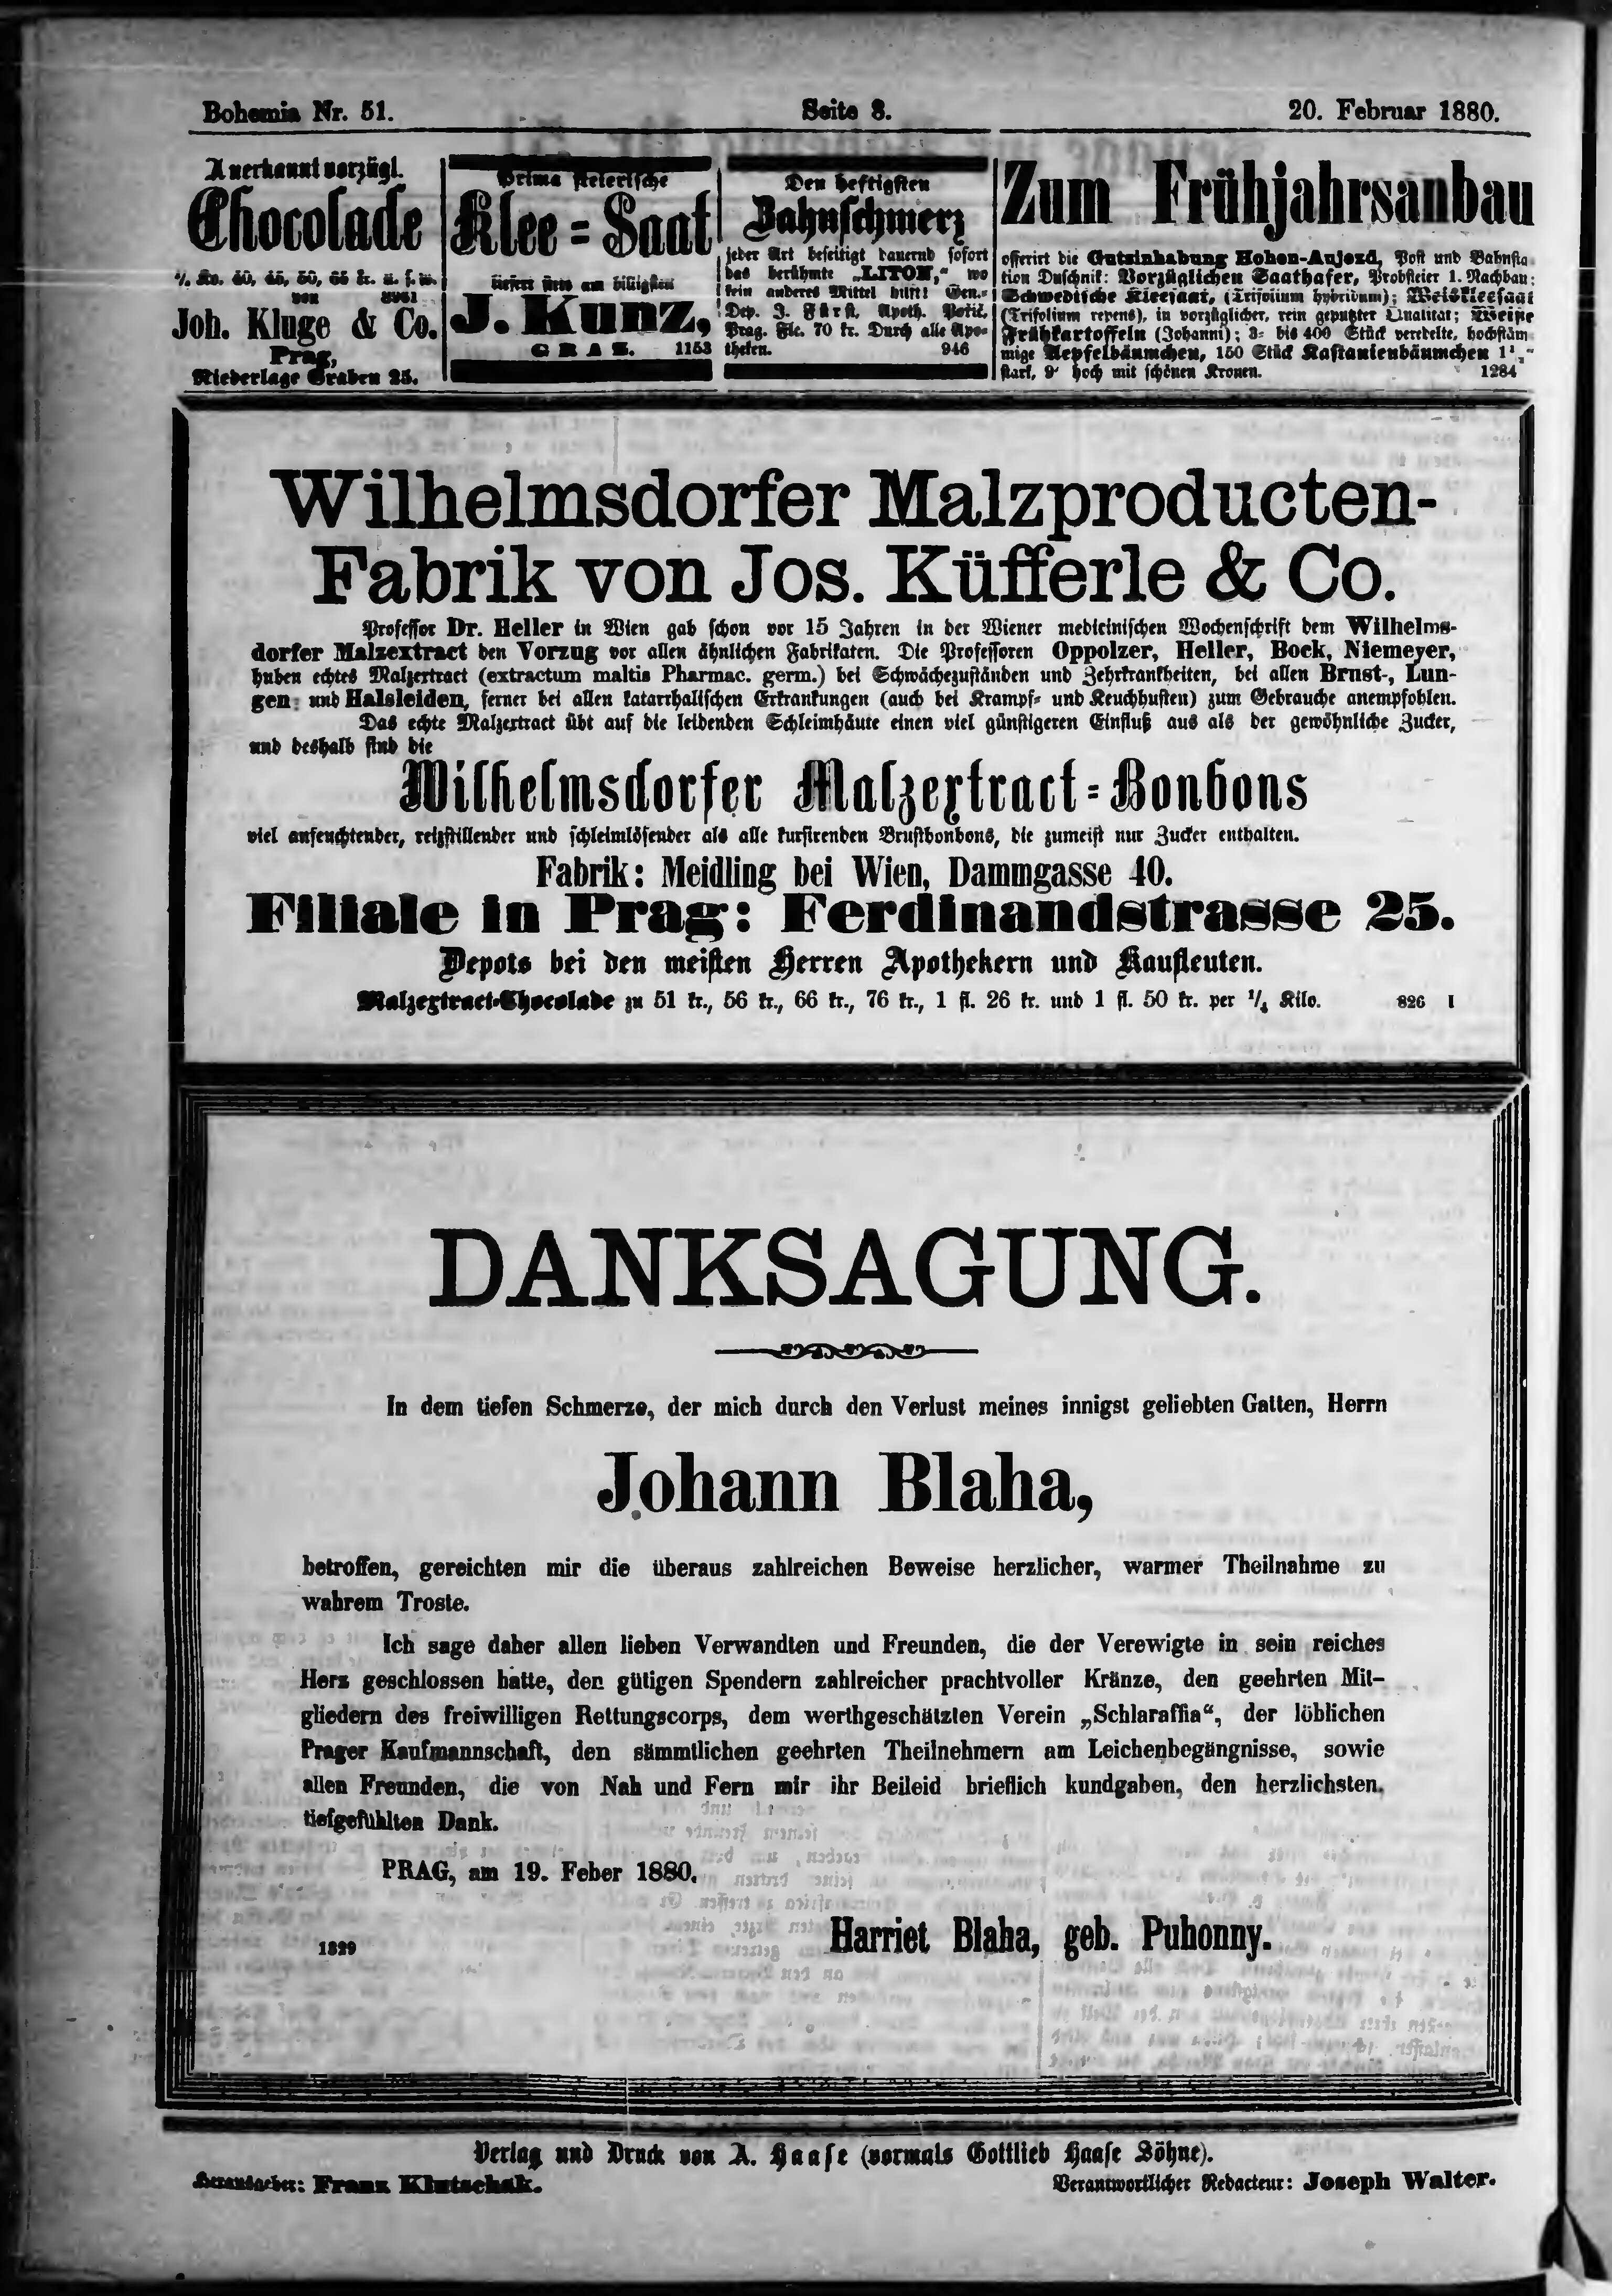 Bohemia Nr. 51.
Seite 8.
20. Februar 1880.
Anerkannt vorzügl.
Chocolade
von
Joh. Kluge & Co.
Prag,
Niederlage Graben 25.
Prima steierische
Klee-Saat
liefert stets am billigsten
J. Kunz,
GRAZ. 1153
Den heftigsten
Zahnschmerz
jeder Art beseitigt dauernd sofort
das berühmte „LITON,“ wo
kein anderes Mittel hilft! Gen.-
Dep. J. Fürst, Apoth. Pořič,
Prag. Flc. 70 kr. Durch alle Apo-
theken. 946
Zum Frühjahrsanbau
offerirt die Gutsinhabung Hohen-Aujezd, Post und Bahnsta
tion Duschnik: Vorzüglichen Saathafer, Probsteier 1. Nachbau;
Schwedische Kleesaat, (Trifolium hybridum); Weißkleesaat
(Trifolium repens), in vorzüglicher, rein geputzter Qualität; Weiße
Frühkartoffeln (Johanni); 3- bis 400 Stück veredelte, hochstäm
mige Aepfelbäumchen, 150 Stück Kastanienbäumchen
stark, 9' hoch mit schönen Kronen. 1284
Wilhelmsdorfer Malzproducten-
Fabrik von Jos. Küfferle & Co.
Professor Dr. Heller in Wien gab schon vor 15 Jahren in der Wiener medicinischen Wochenschrift dem Wilhelms-
dorfer Malzextract den Vorzug vor allen ähnlichen Fabrikaten. Die Professoren Oppolzer, Heller, Bock, Niemeyer,
huben echtes Malzextract (extractum maltis Pharmac. germ.) bei Schwächezuständen und Zehrkrankheiten, bei allen Brust-, Lun-
gen- und Halsleiden, ferner bei allen katarrhalischen Erkrankungen (auch bei Krampf- und Keuchhusten) zum Gebrauche anempfohlen.
Das echte Malzextract übt auf die leidenden Schleimhäute einen viel günstigeren Einfluß aus als der gewöhnliche Zucker,
und deshalb sind die
Wilhelmsdorfer Malzextract-Bonbons
viel anfeuchtender, reizstillender und schleimlösender als alle kursirenden Brustbonbons, die zumeist nur Zucker enthalten.
Fabrik: Meidling bei Wien, Dammgasse 40.
Filiale in Prag: Ferdinandstrasse 25.
Depots bei den meisten Herren Apothekern und Kaufleuten.
Malzextract-Chocolade zu 51 kr., 56 kr., 66 kr., 76 kr., 1 fl. 26 kr. und 1 fl. 50 kr. per 1/4 Kilo. 826 I
DANKSAGUNG.
In dem tiefen Schmerze, der mich durch den Verlust meines innigst geliebten Gatten, Herrn
Johann Blaha,
betroffen, gereichten mir die überaus zahlreichen Beweise herzlicher, warmer Theilnahme zu
wahrem Troste.
Ich sage daher allen lieben Verwandten und Freunden, die der Verewigte in sein reiches
Herz geschlossen hatte, den gütigen Spendern zahlreicher prachtvoller Kränze, den geehrten Mit-
gliedern des freiwilligen Rettungscorps, dem werthgeschätzten Verein „Schlaraffia“, der löblichen
Prager Kaufmannschaft, den sämmtlichen geehrten Theilnehmern am Leichenbegängnisse, sowie
allen Freunden, die von Nah und Fern mir ihr Beileid brieflich kundgaben, den herzlichsten,
tiefgefühlten Dank.
PRAG, am 19. Feber 1880.
1329
Harriet Blaha, geb. Puhonny.
Verlag und Druck von A. Haase (vormals Gottlieb Haase Söhne).
Herausgeber: Franz Klutschak.
Verantwortlicher Redacteur: Joseph Walter.